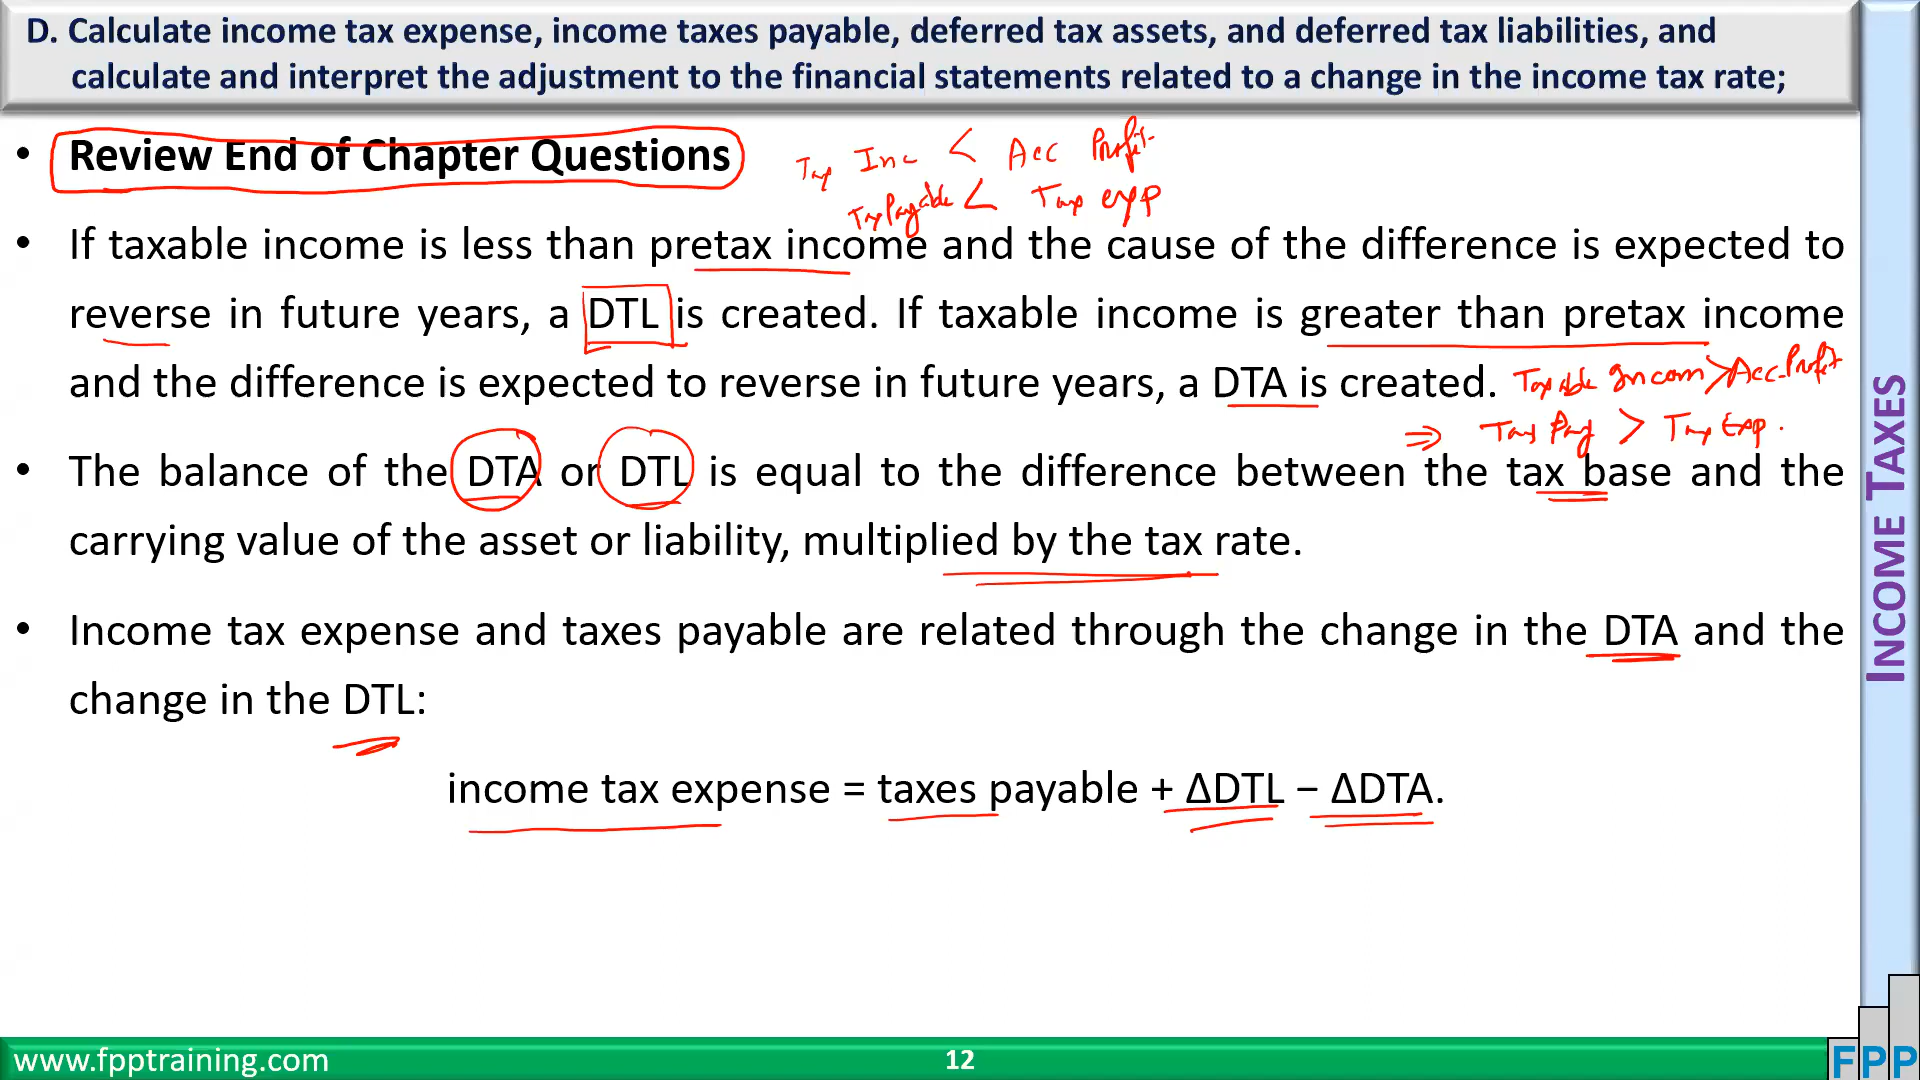 D. Calculate income tax expense, income taxes payable, deferred tax assets, and deferred tax liabilities, and
calculate and interpret the adjustment to the financial statements related to a change in the income tax rate;
• Review End of Chapter Questions
Tax Inc < Acc Profit
Tax Payable < Tax exp
• If taxable income is less than pretax income and the cause of the difference is expected to
reverse in future years, a DTL is created. If taxable income is greater than pretax income
and the difference is expected to reverse in future years, a DTA is created.
Taxable Incom > Acc. Profit
⇒ Tax Pay > Tax Exp.
• The balance of the DTA or DTL is equal to the difference between the tax base and the
carrying value of the asset or liability, multiplied by the tax rate.
• Income tax expense and taxes payable are related through the change in the DTA and the
change in the DTL:
income tax expense = taxes payable + ΔDTL − ΔDTA.
INCOME TAXES
www.fpptraining.com
12
FPP